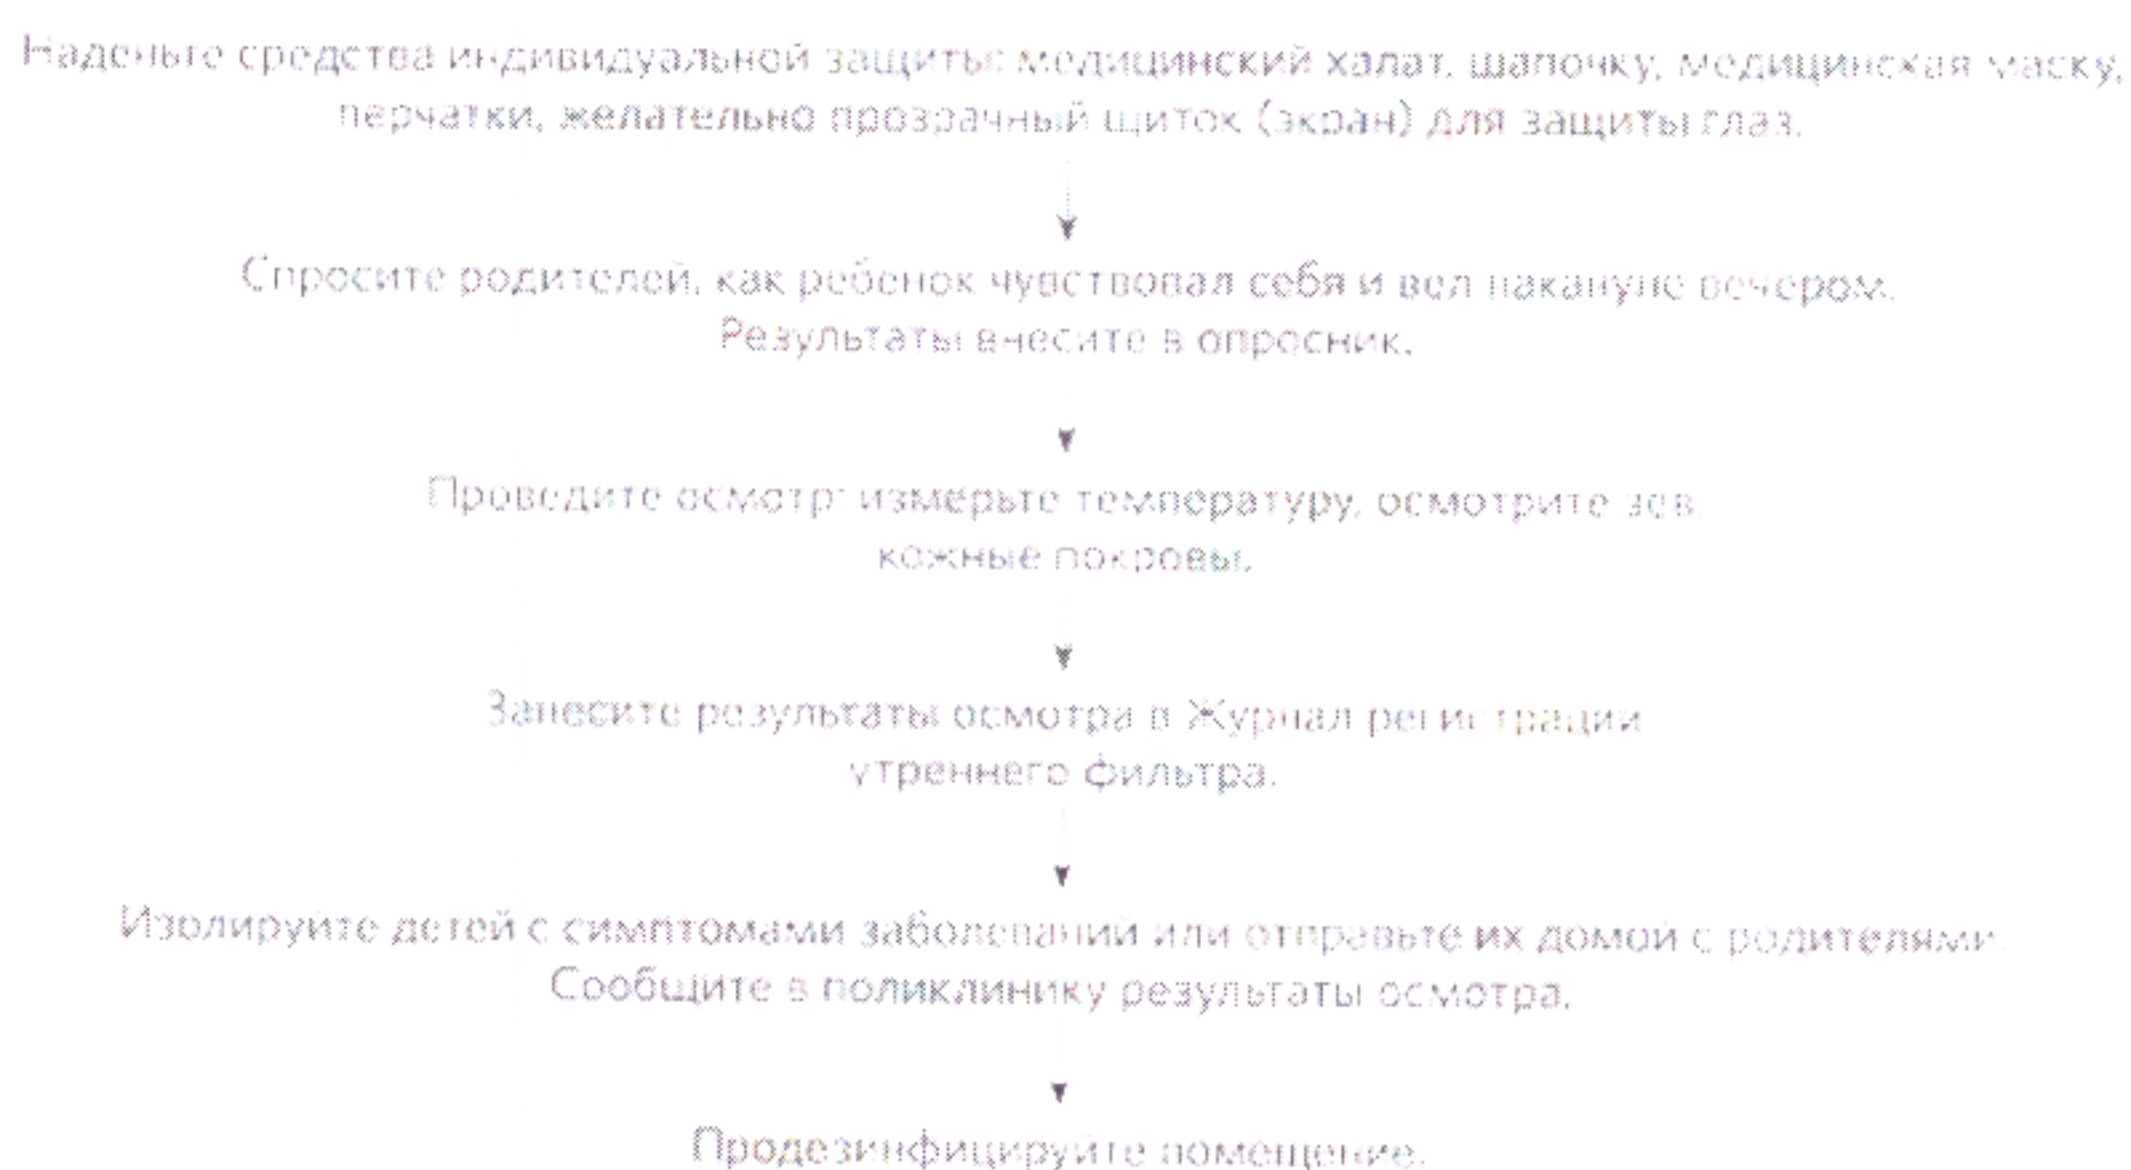 Наденьте средства индивидуальной защиты: медицинский халат, шапочку, медицинская маску,
перчатки, желательно прозрачный щиток (экран) для защиты глаз.
Спросите родителей, как ребенок чувствовал себя и вел накануне вечером.
Результаты внесите в опросник.
Проведите осмотр: измерьте температуру, осмотрите зев,
кожные покровы.
Занесите результаты осмотра в Журнал регистрации
утреннего фильтра.
Изолируйте детей с симптомами заболеваний или отправьте их домой с родителями.
Сообщите в поликлинику результаты осмотра.
Продезинфицируйте помещение.